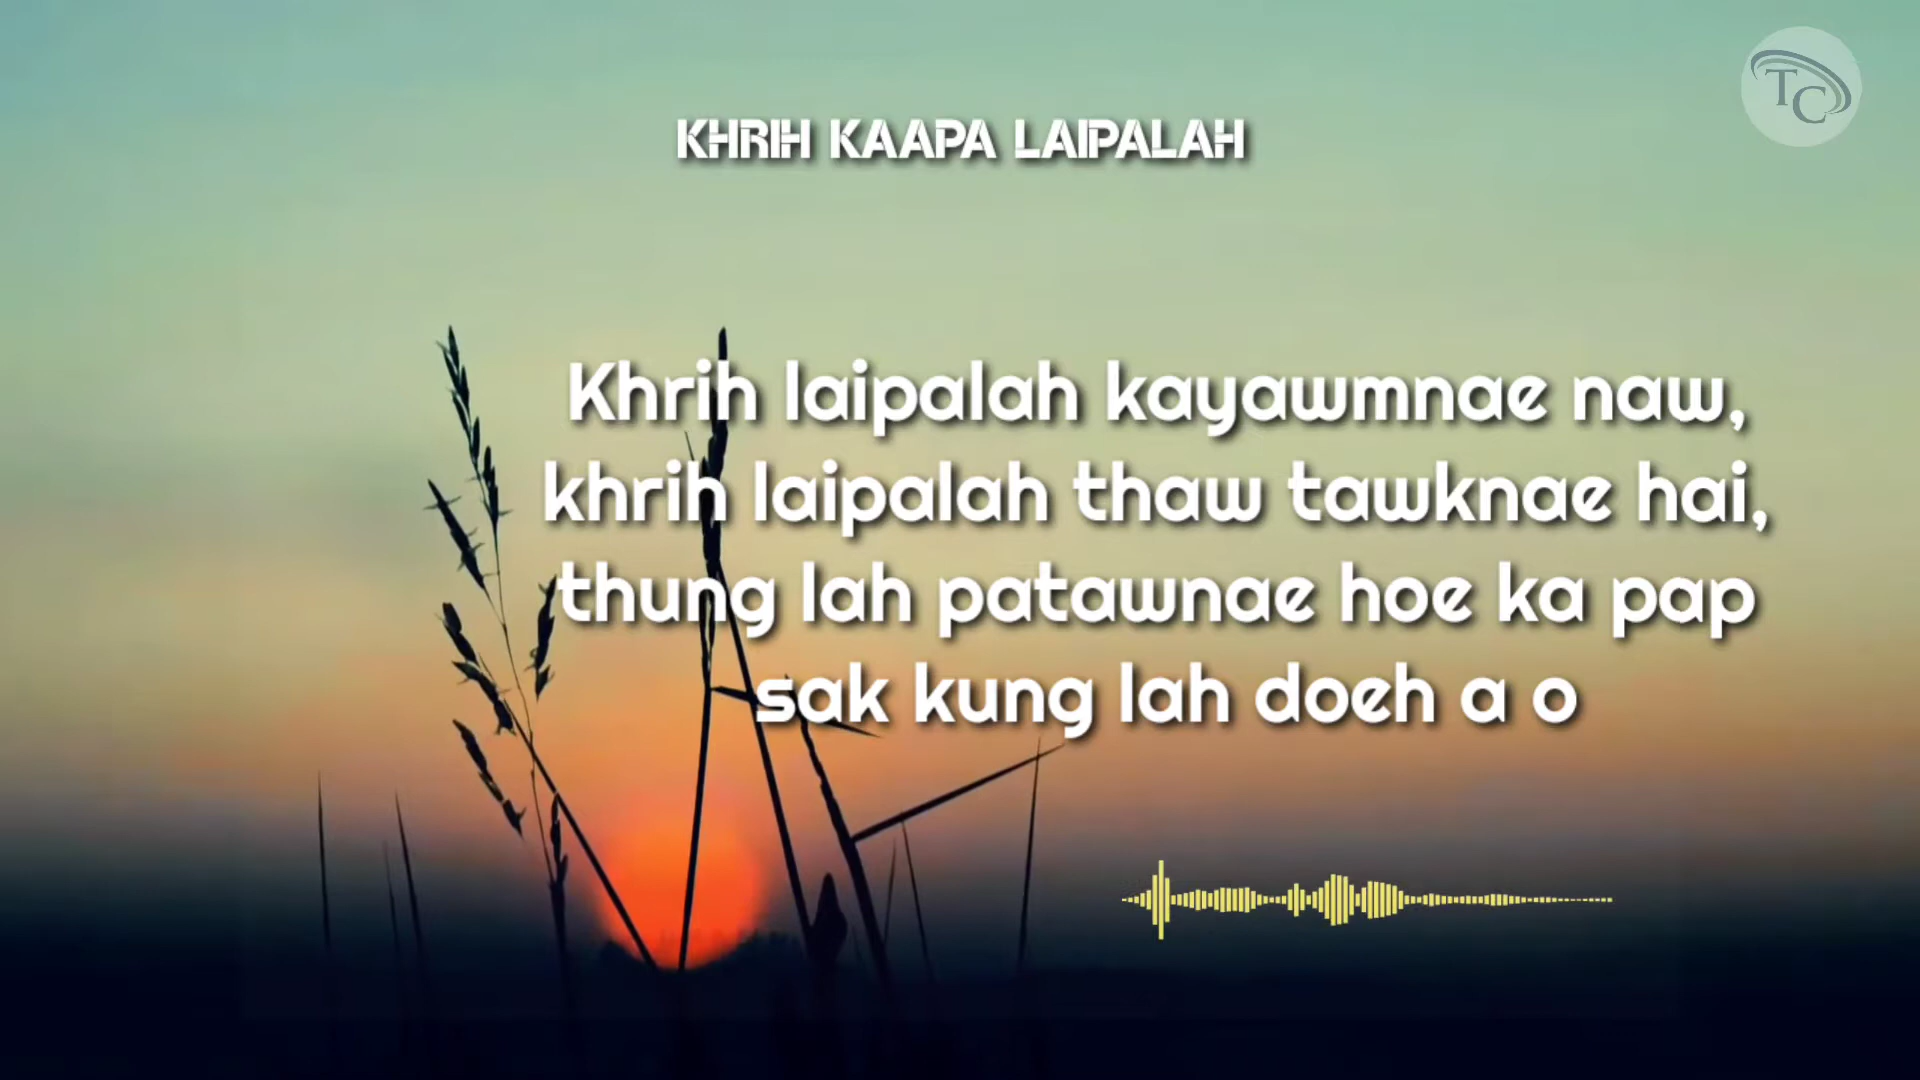 TC
KHRIH KAAPA LAIPALAH
Khrih laipalah kayawmnae naw,
khrih laipalah thaw tawknae hai,
thung lah patawnae hoe ka pap
sak kung lah doeh a o